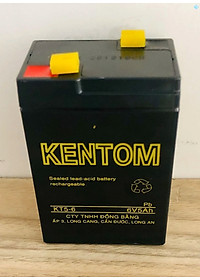 KENTOM
Sealed lead-acid battery
rechargeable
Pb
KT5-6 6V5Ah
CTY TNHH ĐỒNG BẰNG
ẤP 3, LONG CANG, CẦN ĐƯỚC, LONG AN